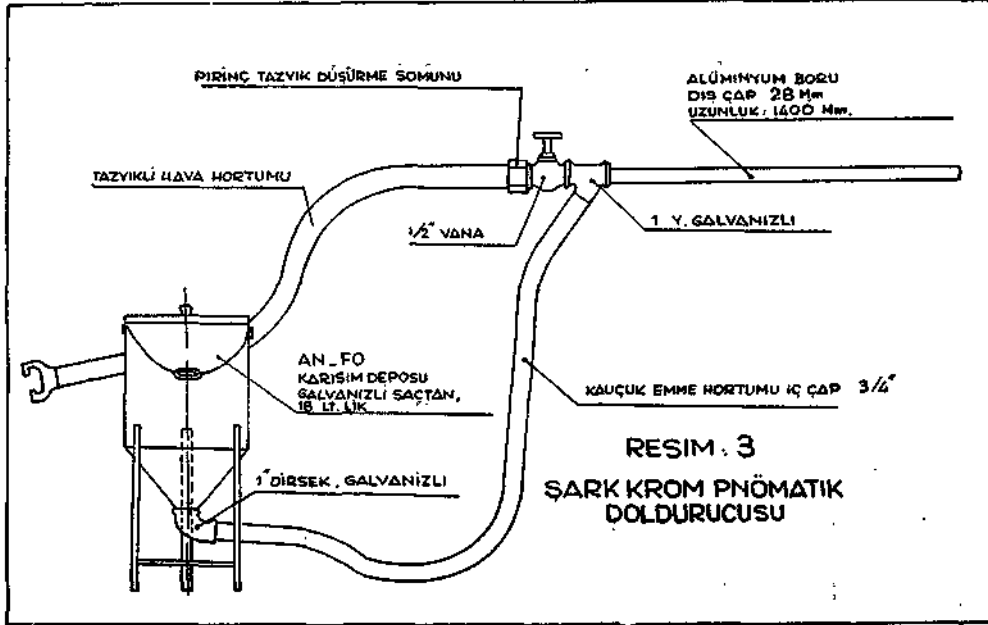 PIRINÇ TAZYIK DÜŞÜRME SOMUNU
ALÜMINYUM BORU
DIŞ ÇAP 28 Mm
UZUNLUK: 1400 Mm.
TAZYIKLI HAVA HORTUMU
1/2" VANA
1 Y. GALVANIZLI
AN_FO
KARIŞIM DEPOSU
GALVANIZLI SAÇTAN,
18 LT. LIK
KAUÇUK EMME HORTUMU IÇ ÇAP 3/4"
1" DIRSEK, GALVANIZLI
RESIM: 3
ŞARK KROM PNÖMATIK
DOLDURUCUSU